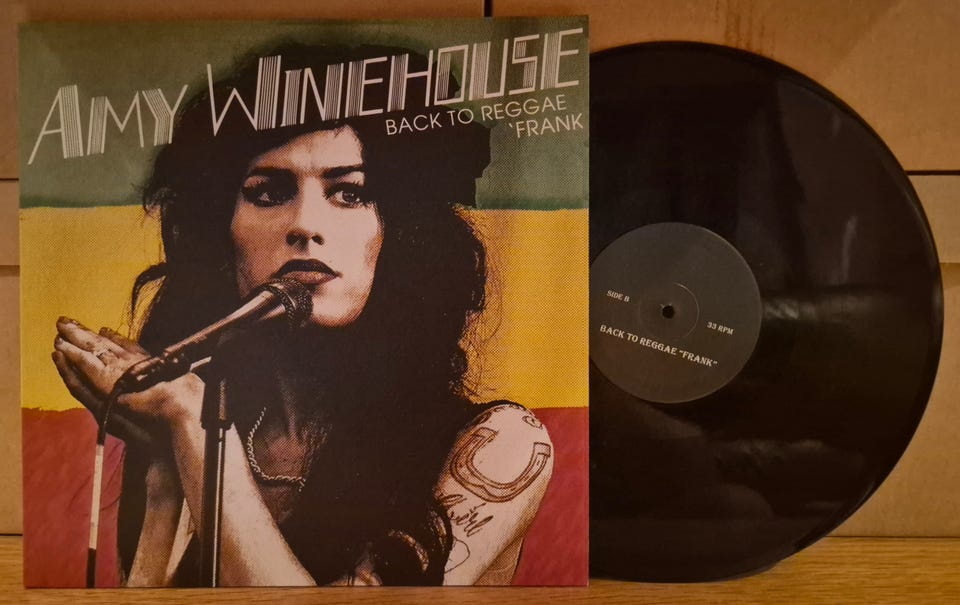 AMY WINEHOUSE
BACK TO REGGAE
'FRANK
SIDE B
33 RPM
BACK TO REGGAE "FRANK"